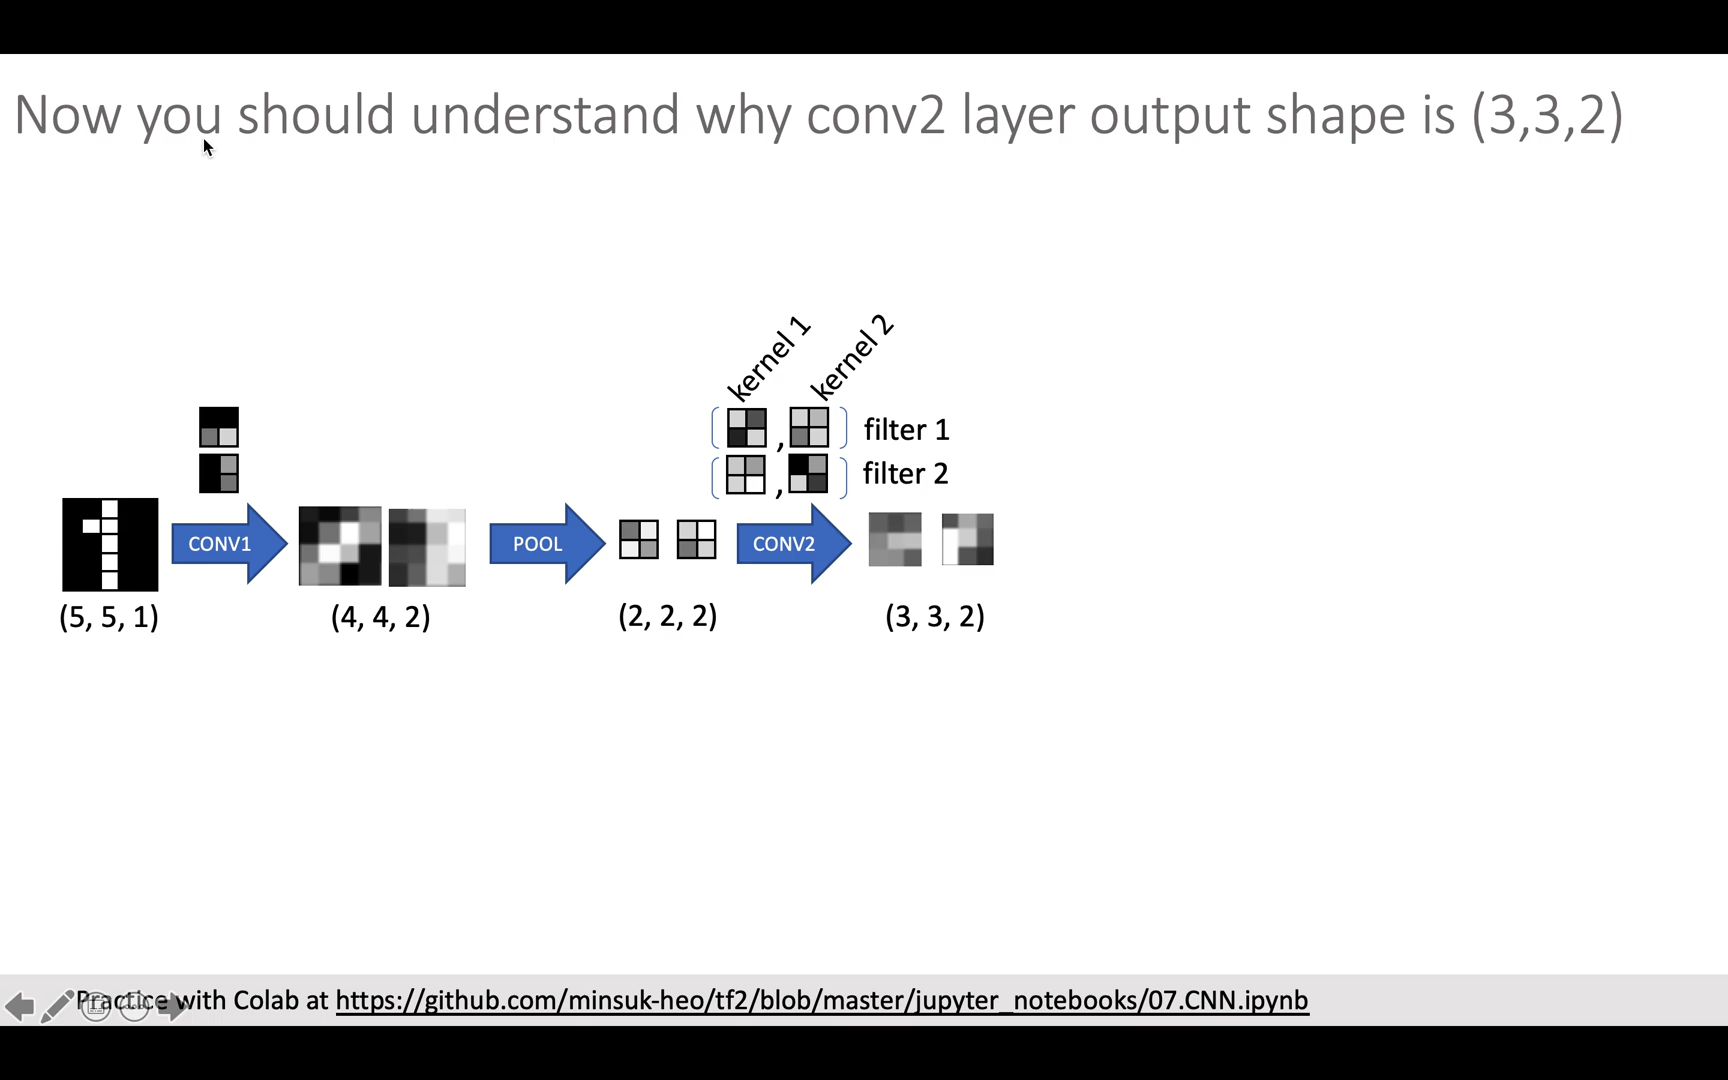 Now you should understand why conv2 layer output shape is (3,3,2)
kernel 1
kernel 2
, filter 1
, filter 2
CONV1
POOL
CONV2
(5, 5, 1)
(4, 4, 2)
(2, 2, 2)
(3, 3, 2)
Practice with Colab at https://github.com/minsuk-heo/tf2/blob/master/jupyter_notebooks/07.CNN.ipynb